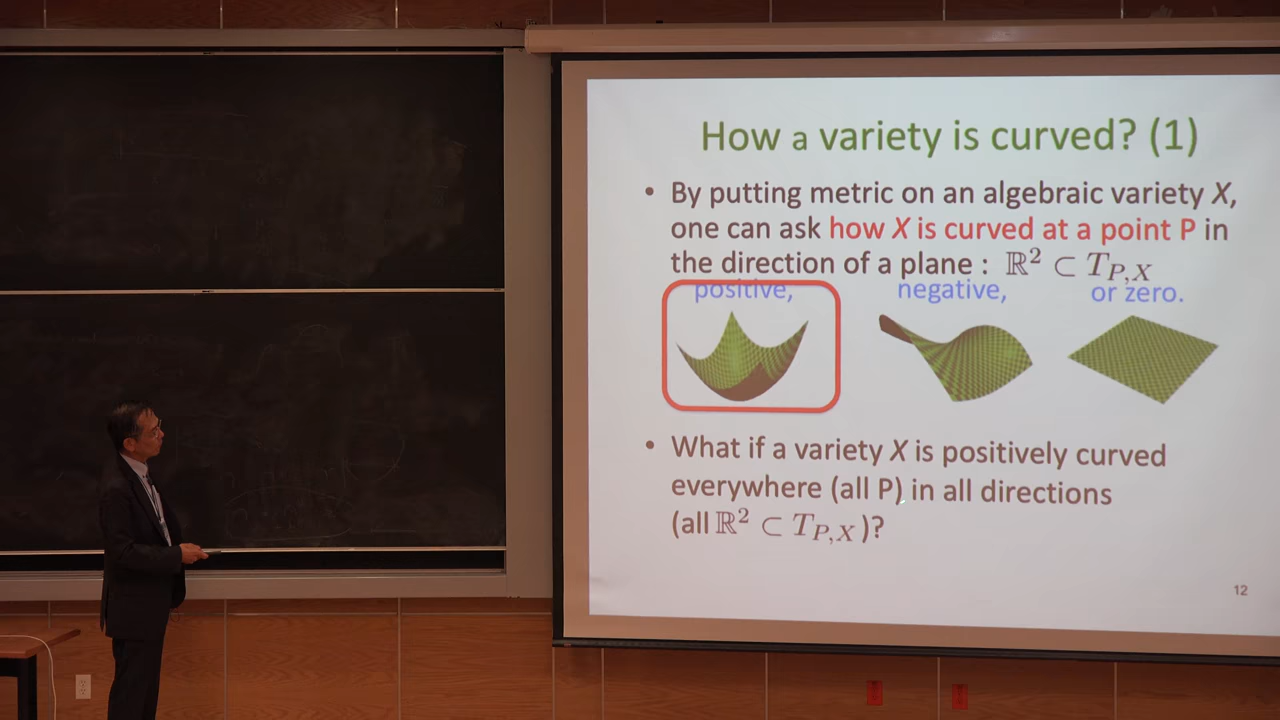 How a variety is curved? (1)
• By putting metric on an algebraic variety X,
one can ask how X is curved at a point P in
the direction of a plane : ℝ² ⊂ T_{P,X}
positive, negative, or zero.
• What if a variety X is positively curved
everywhere (all P) in all directions
(all ℝ² ⊂ T_{P,X} )?
12